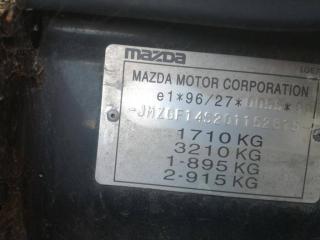 mazda
MAZDA MOTOR CORPORATION
e1*96/27*
1710 KG
3210 KG
1-895 KG
2-915 KG